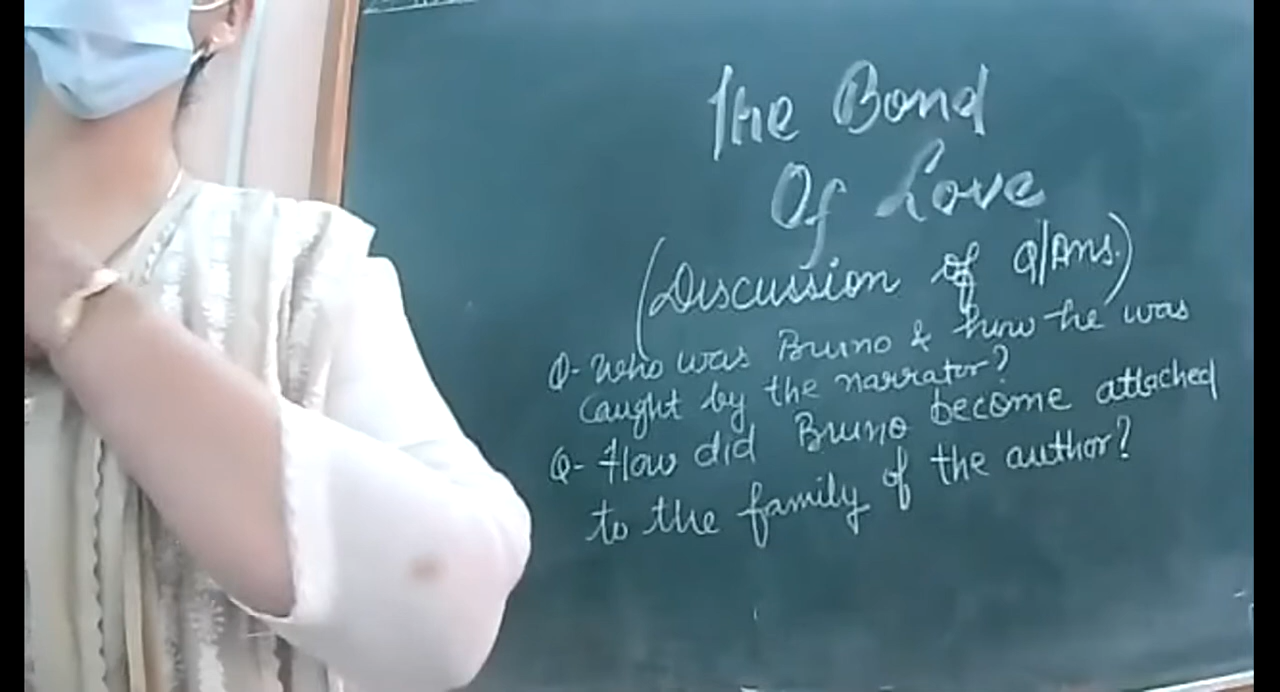 The Bond
Of Love
(Discussion of Q/Ans.)
Q- Who was Bruno & how he was
caught by the narrator?
Q- How did Bruno become attached
to the family of the author?